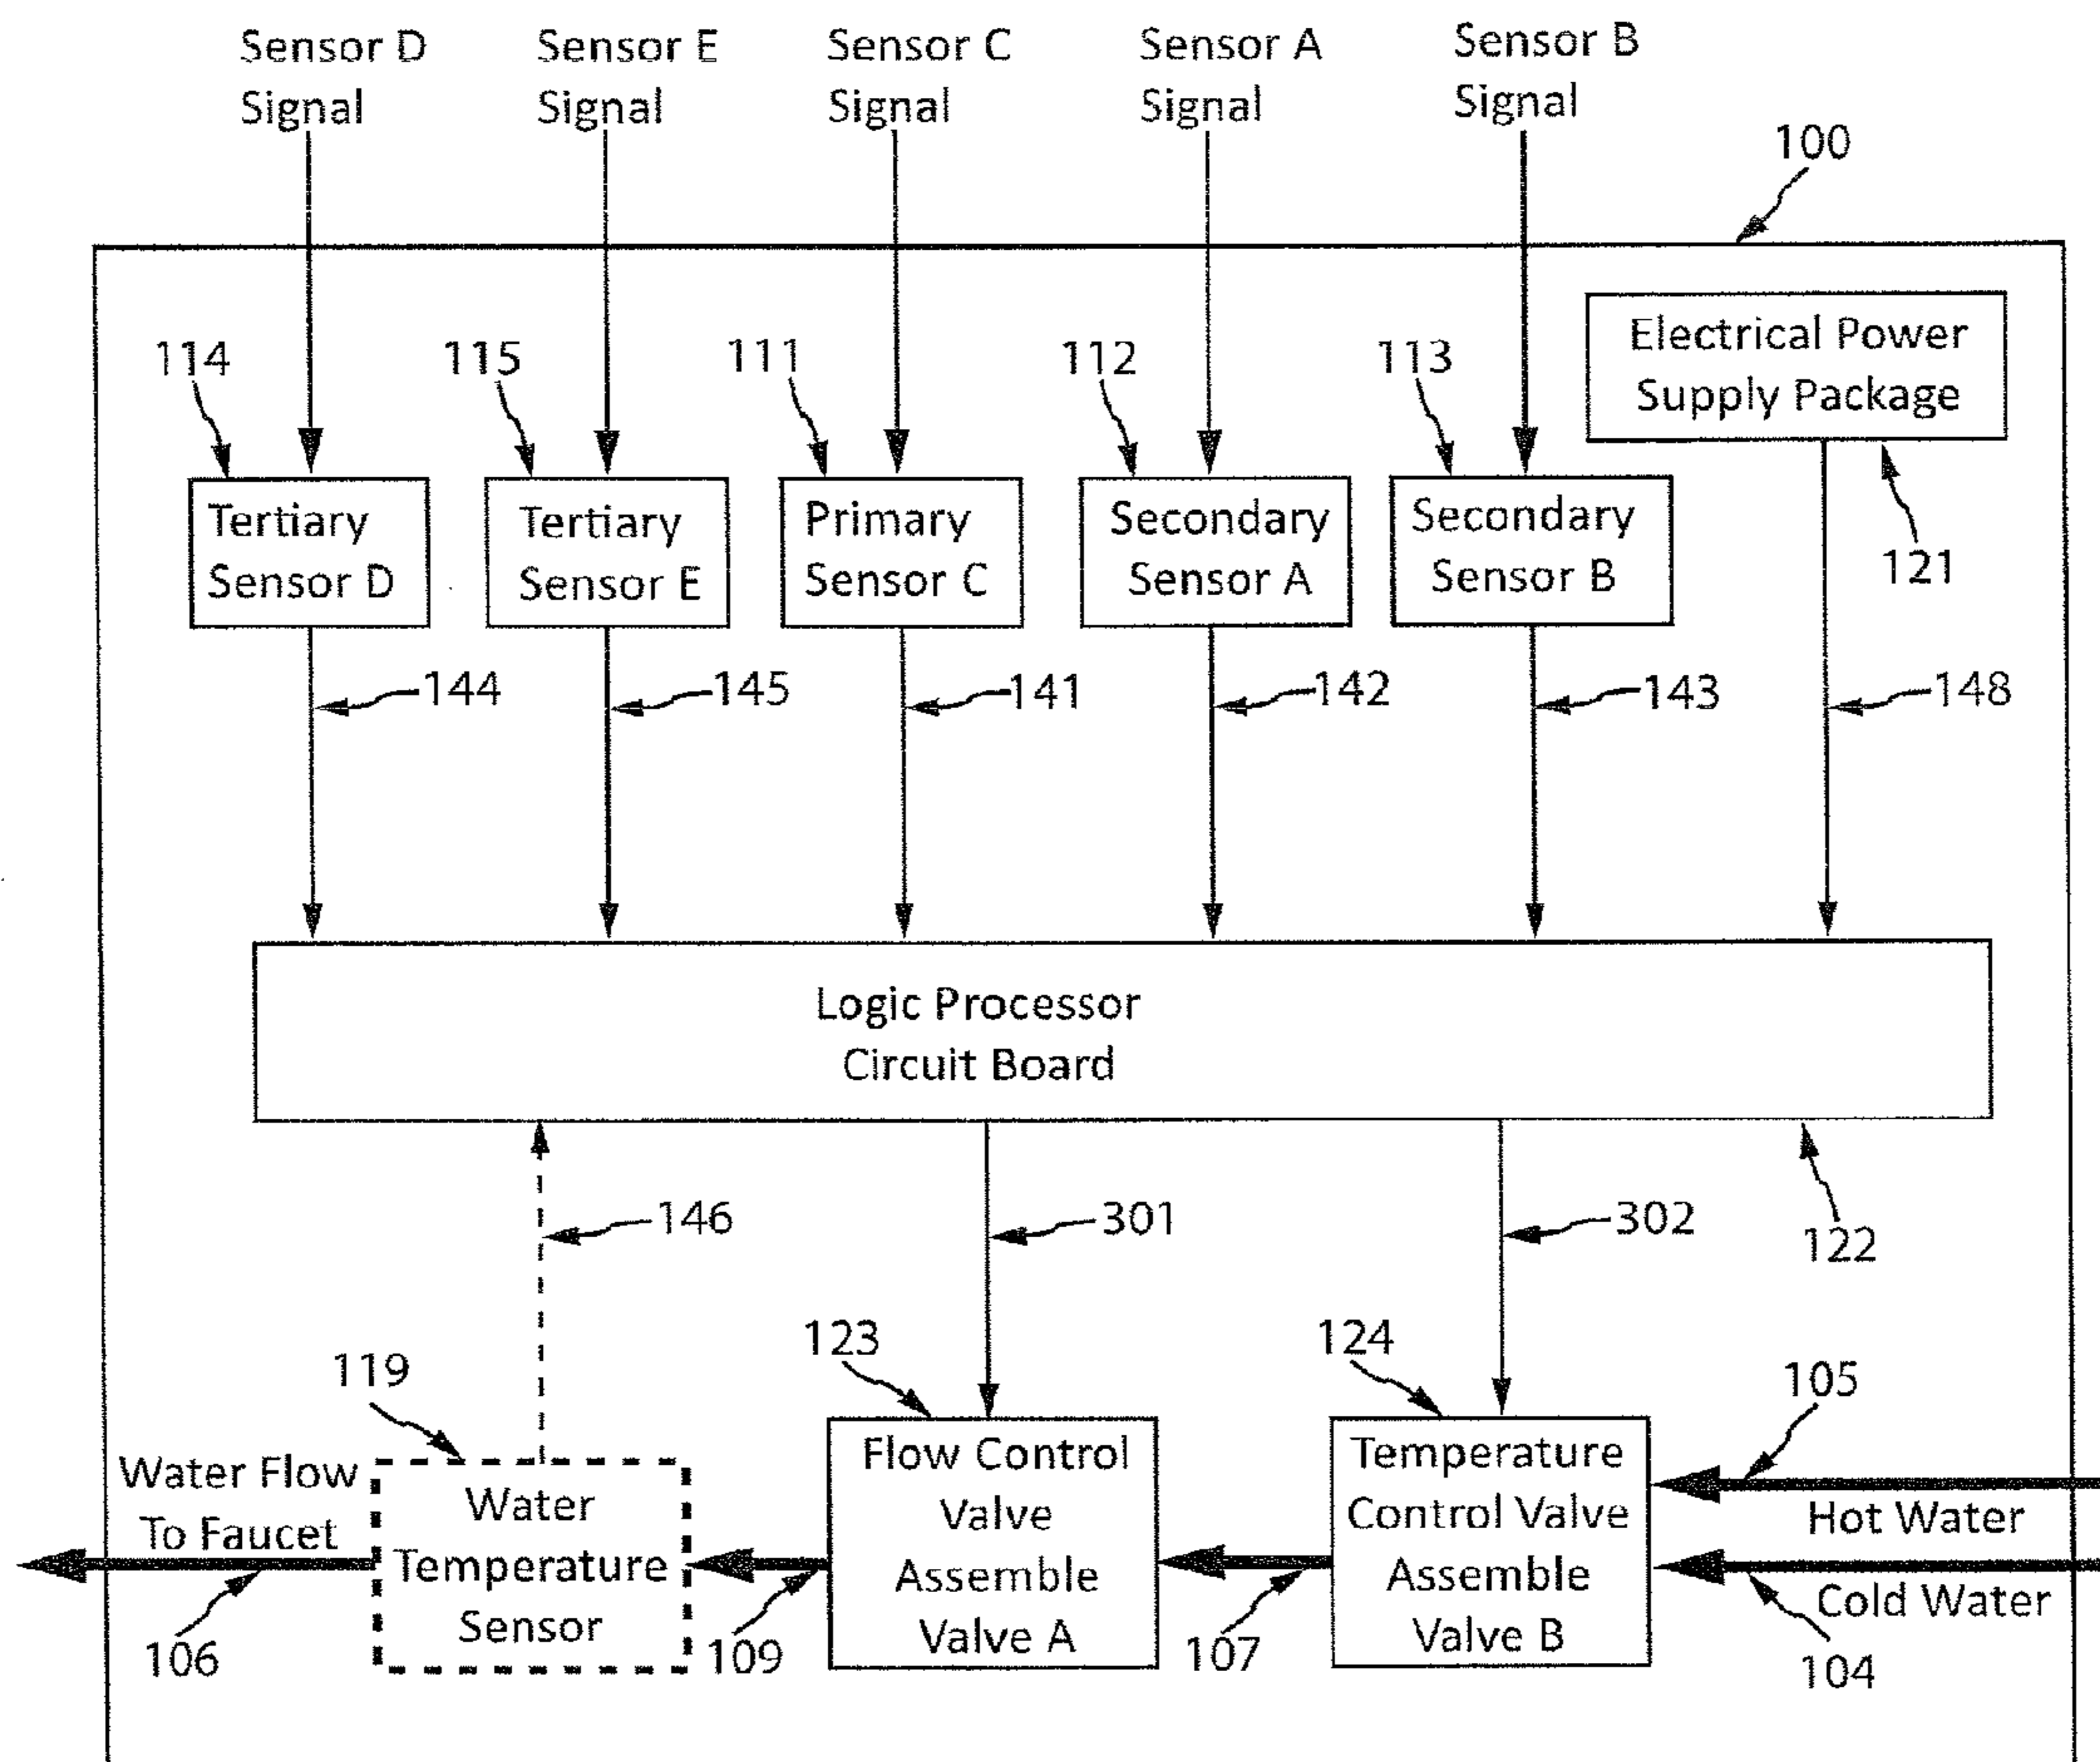 Sensor D
Signal
Sensor E
Signal
Sensor C
Signal
Sensor A
Signal
Sensor B
Signal
100
Electrical Power
Supply Package
121
114
115
111
112
113
Tertiary
Sensor D
Tertiary
Sensor E
Primary
Sensor C
Secondary
Sensor A
Secondary
Sensor B
144
145
141
142
143
148
Logic Processor
Circuit Board
146
301
302
122
119
123
124
105
Water Flow
To Faucet
106
Water
Temperature
Sensor
109
Flow Control
Valve
Assemble
Valve A
107
Temperature
Control Valve
Assemble
Valve B
Hot Water
Cold Water
104